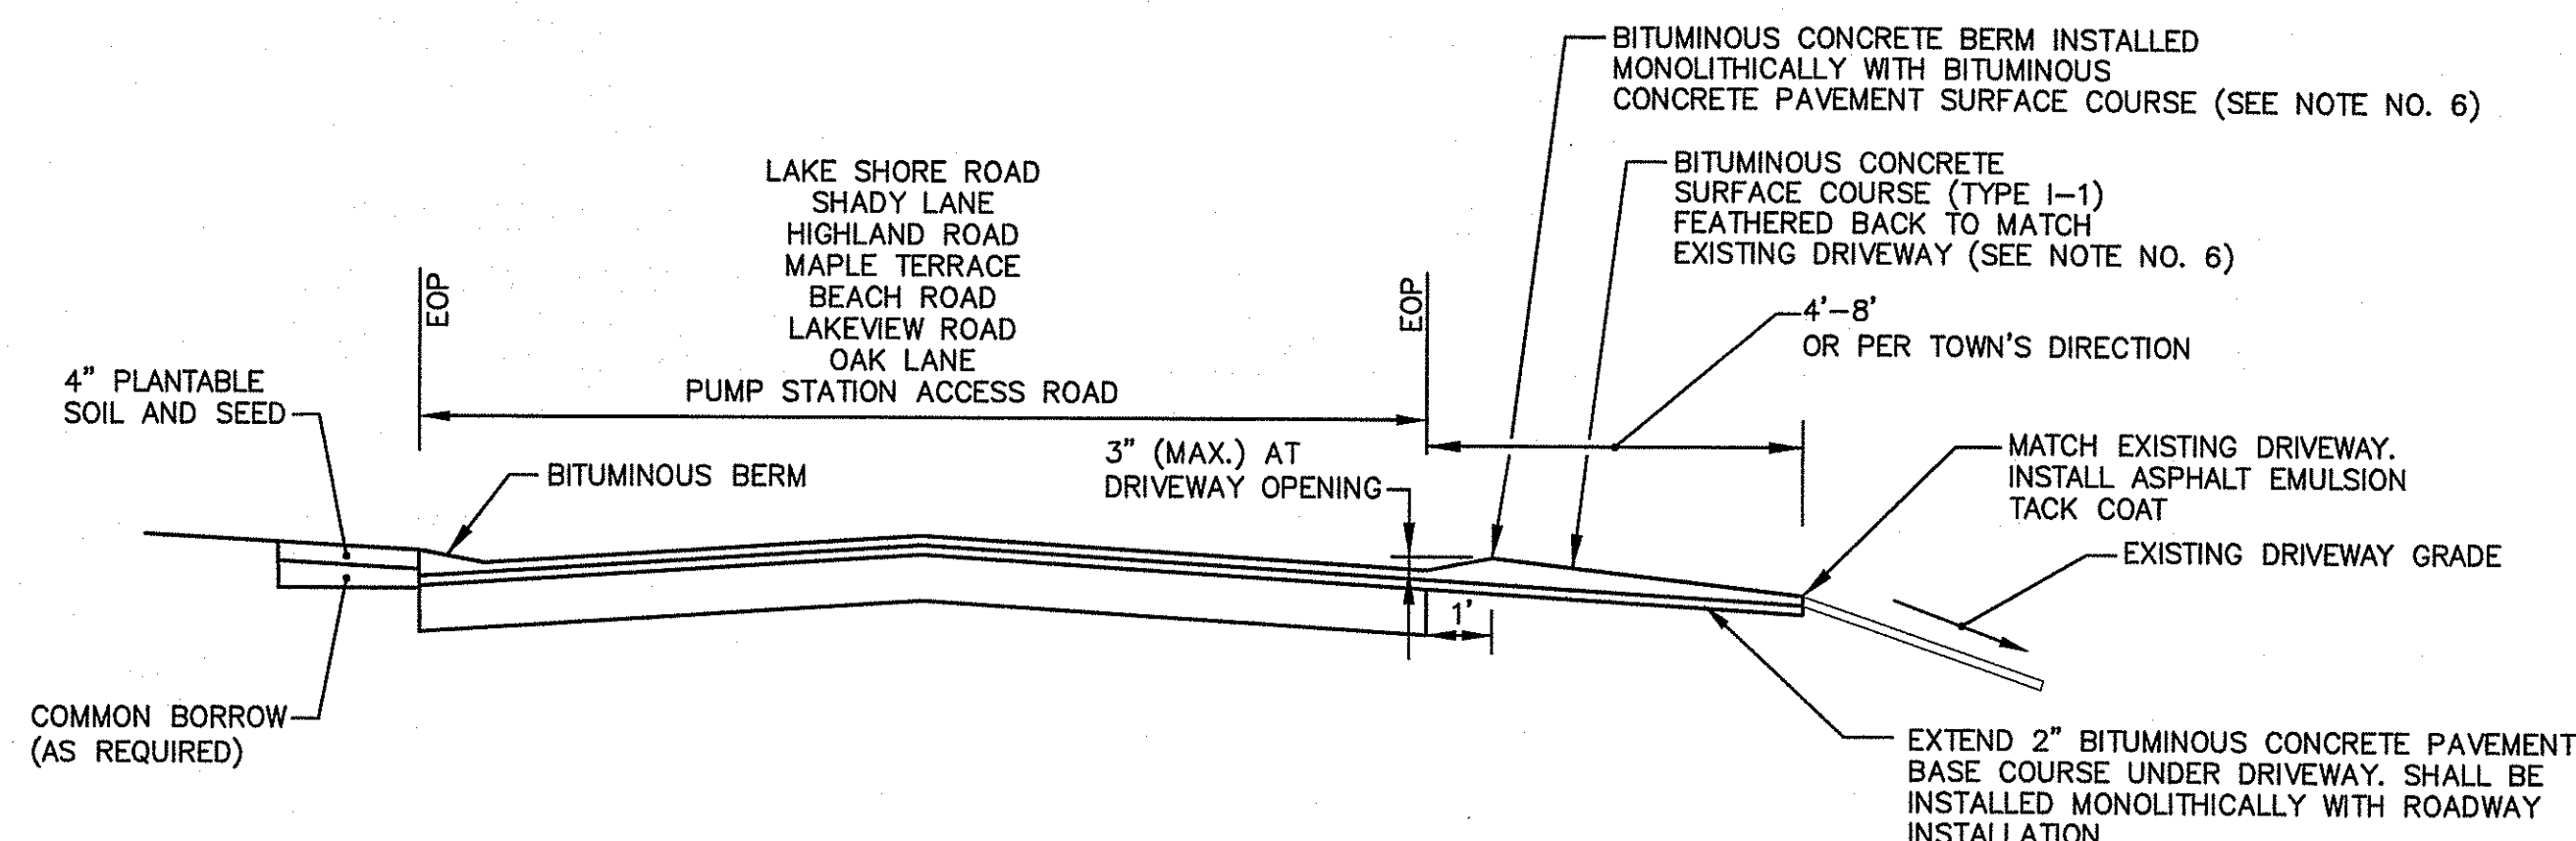 BITUMINOUS CONCRETE BERM INSTALLED
MONOLITHICALLY WITH BITUMINOUS
CONCRETE PAVEMENT SURFACE COURSE (SEE NOTE NO. 6)
BITUMINOUS CONCRETE
SURFACE COURSE (TYPE I-1)
FEATHERED BACK TO MATCH
EXISTING DRIVEWAY (SEE NOTE NO. 6)
LAKE SHORE ROAD
SHADY LANE
HIGHLAND ROAD
MAPLE TERRACE
BEACH ROAD
LAKEVIEW ROAD
OAK LANE
PUMP STATION ACCESS ROAD
EOP
EOP
4'-8'
OR PER TOWN'S DIRECTION
4" PLANTABLE
SOIL AND SEED
BITUMINOUS BERM
3" (MAX.) AT
DRIVEWAY OPENING
MATCH EXISTING DRIVEWAY.
INSTALL ASPHALT EMULSION
TACK COAT
EXISTING DRIVEWAY GRADE
1'
COMMON BORROW
(AS REQUIRED)
EXTEND 2" BITUMINOUS CONCRETE PAVEMENT
BASE COURSE UNDER DRIVEWAY. SHALL BE
INSTALLED MONOLITHICALLY WITH ROADWAY
INSTALLATION